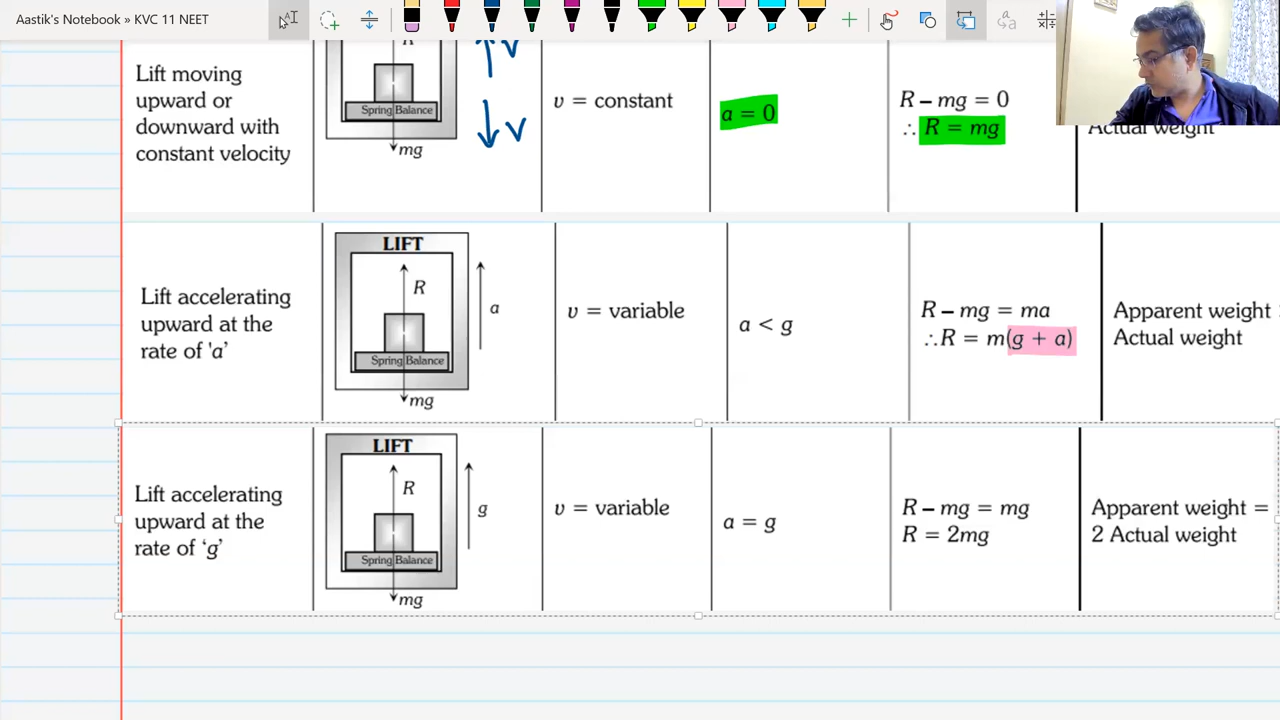 Aastik's Notebook » KVC 11 NEET
Lift moving
upward or
downward with
constant velocity
Spring Balance
mg
v
v
υ = constant
a = 0
R – mg = 0
∴ R = mg
Actual weight
Lift accelerating
upward at the
rate of 'a'
LIFT
R
a
Spring Balance
mg
υ = variable
a < g
R – mg = ma
∴R = m(g + a)
Apparent weight
Actual weight
Lift accelerating
upward at the
rate of ‘g’
LIFT
R
g
Spring Balance
mg
υ = variable
a = g
R – mg = mg
R = 2mg
Apparent weight =
2 Actual weight